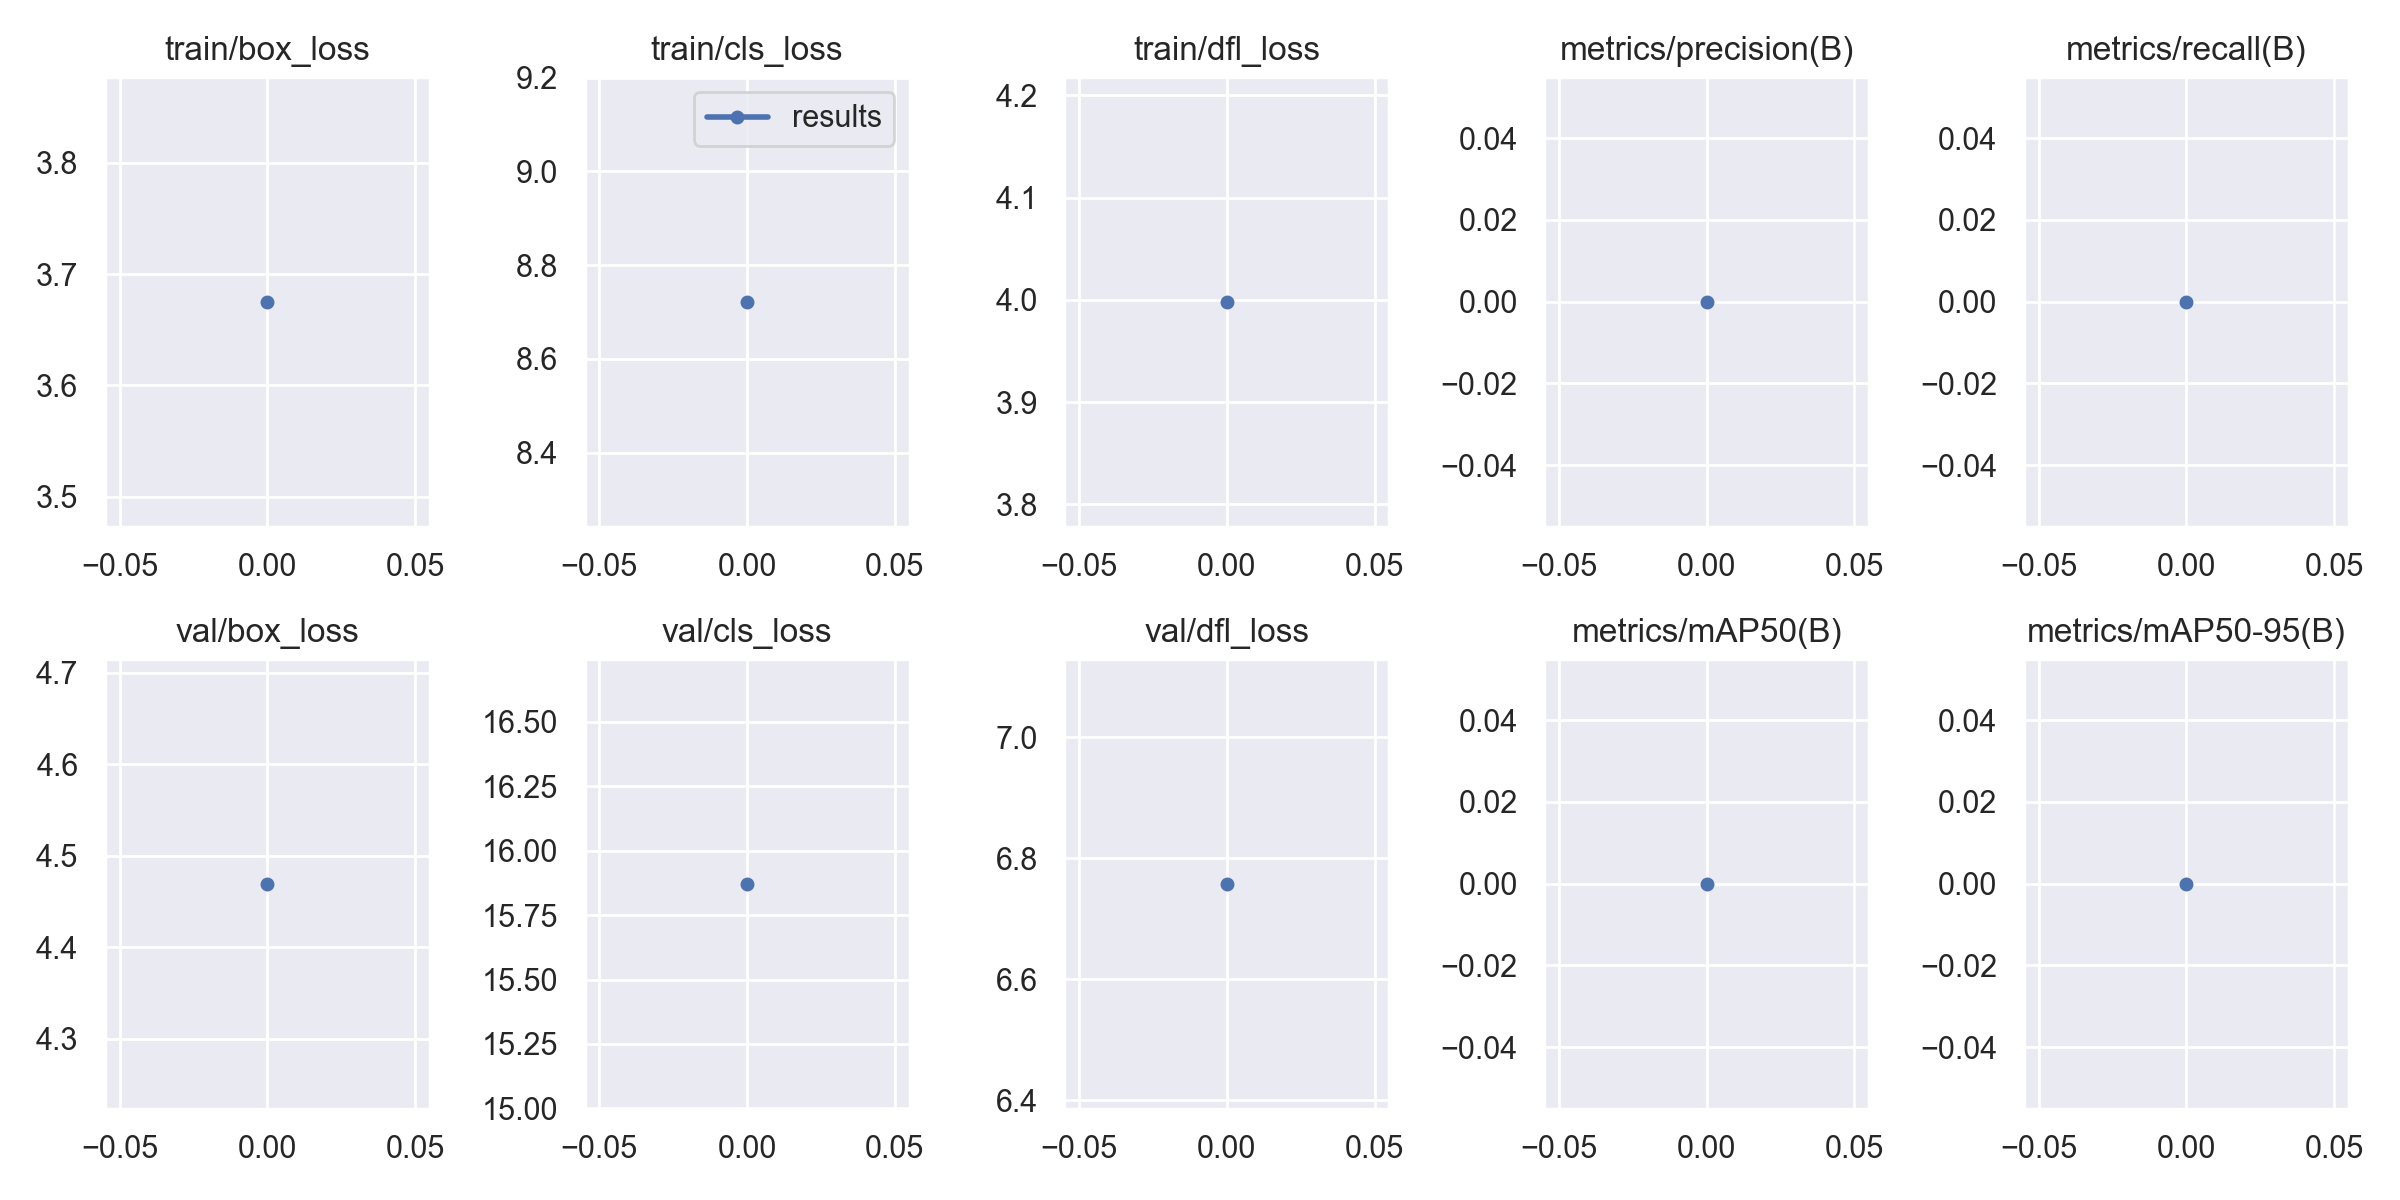 train/box_loss
3.8
3.7
3.6
3.5
−0.05 0.00 0.05
train/cls_loss
9.2
9.0
8.8
8.6
8.4
results
−0.05 0.00 0.05
train/dfl_loss
4.2
4.1
4.0
3.9
3.8
−0.05 0.00 0.05
metrics/precision(B)
0.04
0.02
0.00
−0.02
−0.04
−0.05 0.00 0.05
metrics/recall(B)
0.04
0.02
0.00
−0.02
−0.04
−0.05 0.00 0.05
val/box_loss
4.7
4.6
4.5
4.4
4.3
−0.05 0.00 0.05
val/cls_loss
16.50
16.25
16.00
15.75
15.50
15.25
15.00
−0.05 0.00 0.05
val/dfl_loss
7.0
6.8
6.6
6.4
−0.05 0.00 0.05
metrics/mAP50(B)
0.04
0.02
0.00
−0.02
−0.04
−0.05 0.00 0.05
metrics/mAP50-95(B)
0.04
0.02
0.00
−0.02
−0.04
−0.05 0.00 0.05